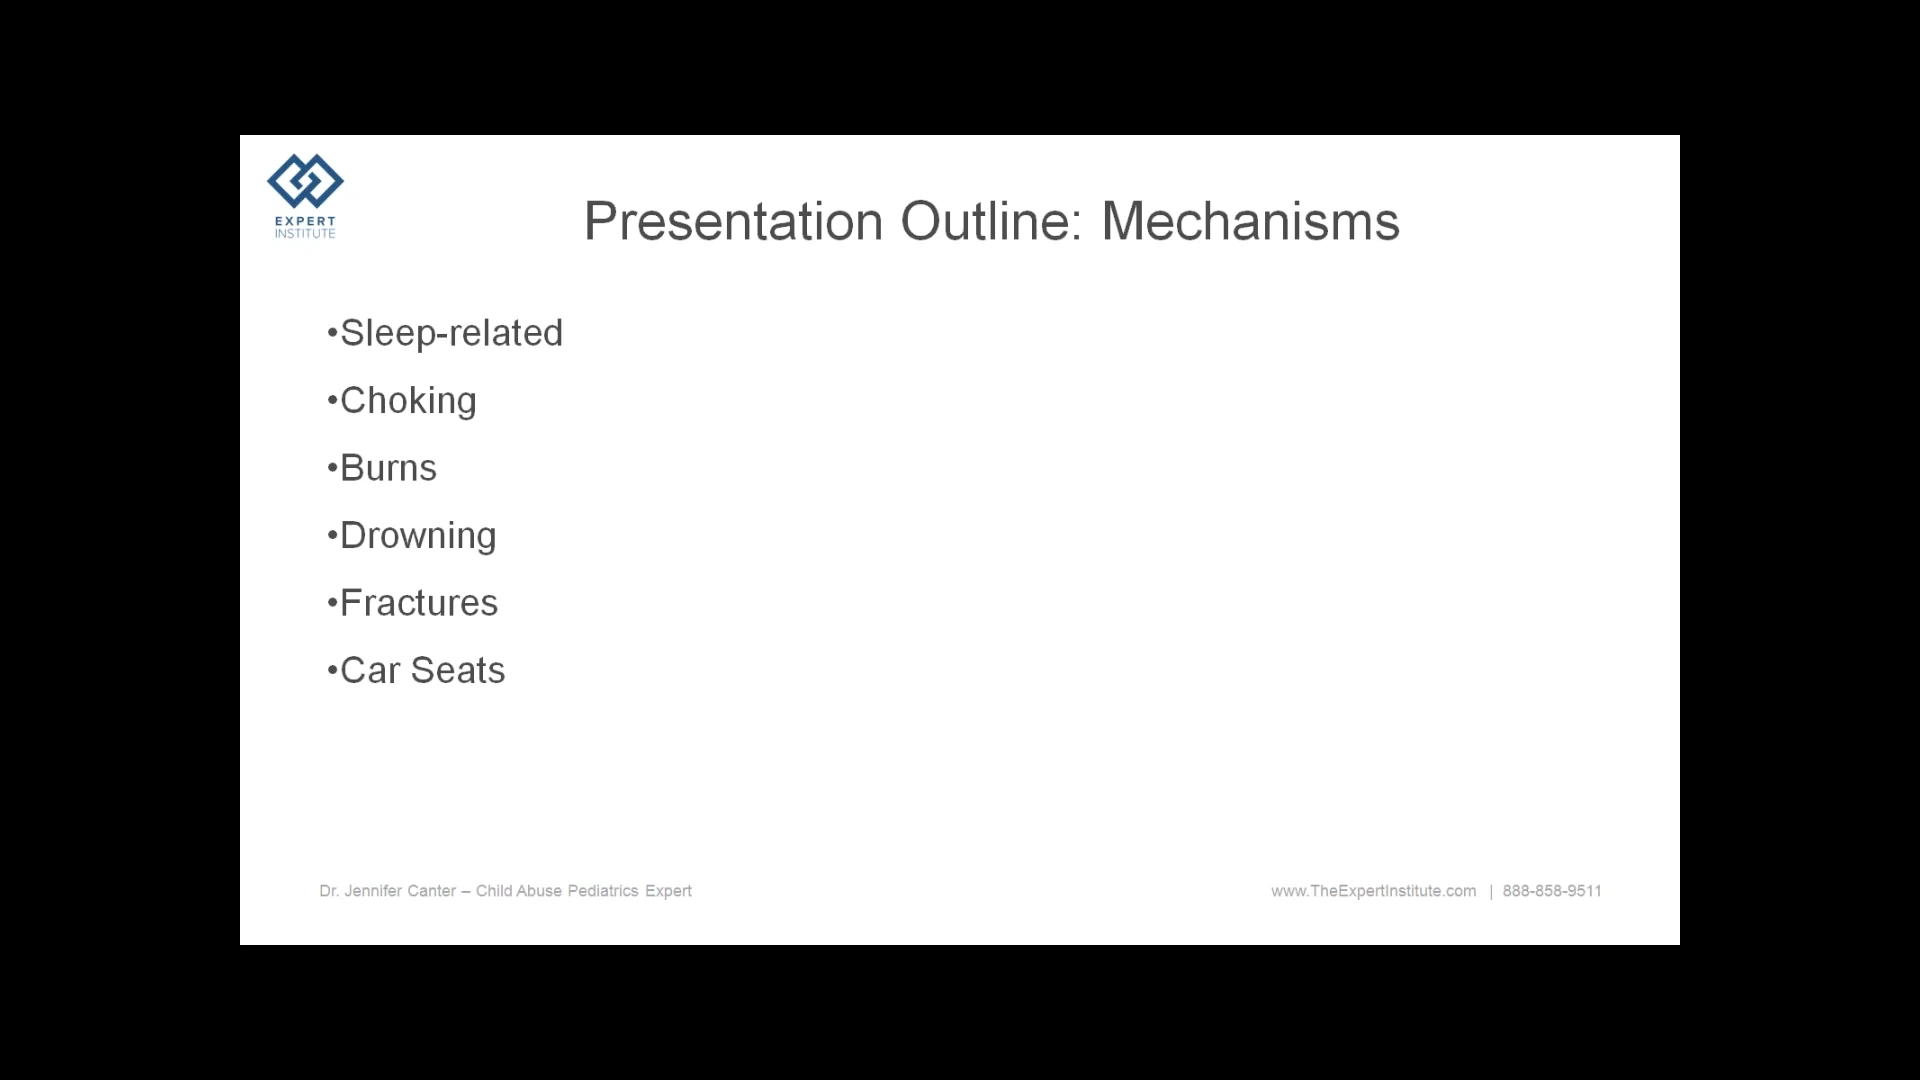 EXPERT
INSTITUTE
Presentation Outline: Mechanisms
•Sleep-related
•Choking
•Burns
•Drowning
•Fractures
•Car Seats
Dr. Jennifer Canter – Child Abuse Pediatrics Expert
www.TheExpertInstitute.com | 888-858-9511